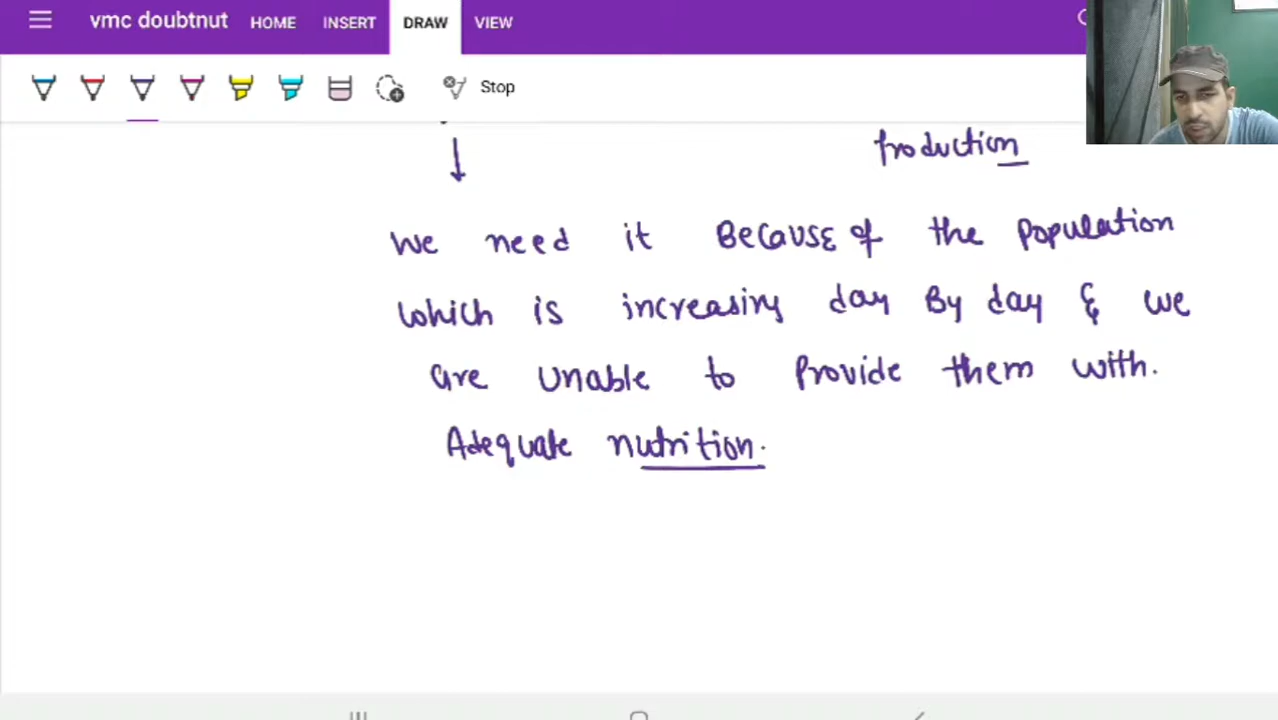 vmc doubtnut HOME INSERT DRAW VIEW
Stop
Production
We need it Because of the population
which is increasing day By day & we
are unable to Provide them with.
Adequate nutrition.